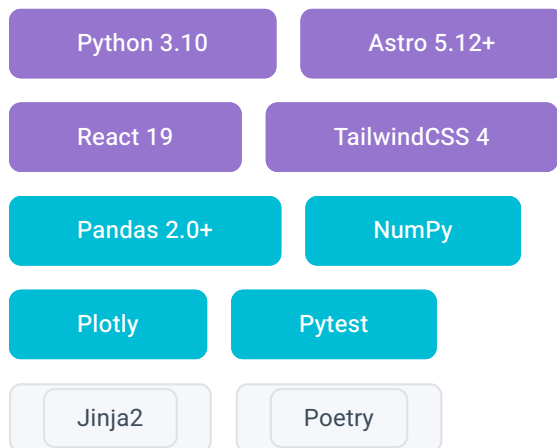 Python 3.10 Astro 5.12+
React 19 TailwindCSS 4
Pandas 2.0+ NumPy
Plotly Pytest
Jinja2 Poetry